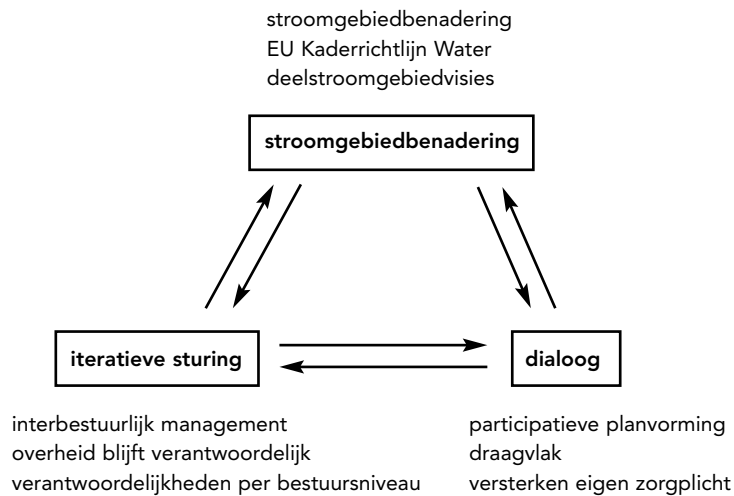 stroomgebiedbenadering
EU Kaderrichtlijn Water
deelstroomgebiedvisies
stroomgebiedbenadering
iteratieve sturing
dialoog
interbestuurlijk management
overheid blijft verantwoordelijk
verantwoordelijkheden per bestuursniveau
participatieve planvorming
draagvlak
versterken eigen zorgplicht